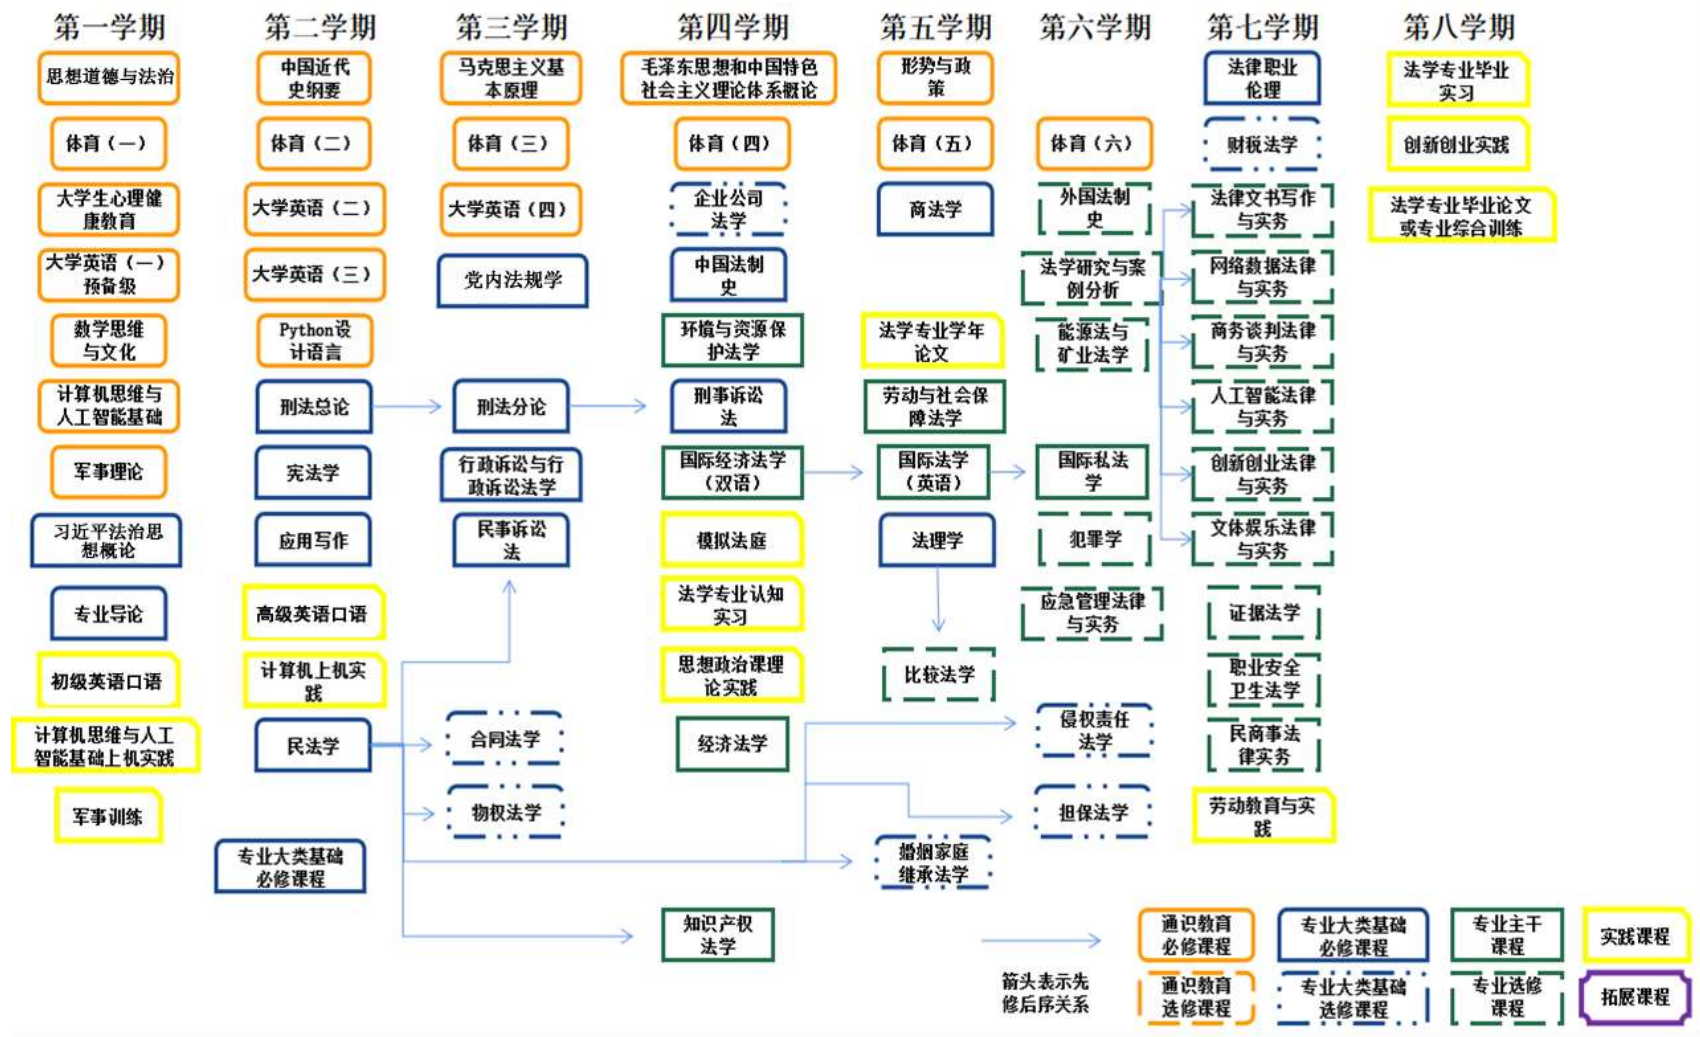 第一学期
第二学期
第三学期
第四学期
第五学期
第六学期
第七学期
第八学期
思想道德与法治
体育（一）
大学生心理健
康教育
大学英语（一）
预备级
数学思维
与文化
计算机思维与
人工智能基础
军事理论
习近平法治思
想概论
专业导论
初级英语口语
计算机思维与人工
智能基础上机实践
军事训练
中国近代
史纲要
体育（二）
大学英语（二）
大学英语（三）
Python设
计语言
刑法总论
宪法学
应用写作
高级英语口语
计算机上机实
践
民法学
专业大类基础
必修课程
马克思主义基
本原理
体育（三）
大学英语（四）
党内法规学
刑法分论
行政诉讼与行
政诉讼法学
民事诉讼
法
合同法学
物权法学
毛泽东思想和中国特色
社会主义理论体系概论
体育（四）
企业公司
法学
中国法制
史
环境与资源保
护法学
刑事诉讼
法
国际经济法学
（双语）
模拟法庭
法学专业认知
实习
思想政治课理
论实践
经济法学
知识产权
法学
形势与政
策
体育（五）
商法学
法学专业学年
论文
劳动与社会保
障法学
国际法学
（英语）
法理学
比较法学
婚姻家庭
继承法学
体育（六）
外国法制
史
法学研究与案
例分析
能源法与
矿业法学
国际私法
学
犯罪学
应急管理法律
与实务
侵权责任
法学
担保法学
法律职业
伦理
财税法学
法律文书写作
与实务
网络数据法律
与实务
商务谈判法律
与实务
人工智能法律
与实务
创新创业法律
与实务
文体娱乐法律
与实务
证据法学
职业安全
卫生法学
民商事法
律实务
劳动教育与实
践
法学专业毕业
实习
创新创业实践
法学专业毕业论文
或专业综合训练
箭头表示先
修后序关系
通识教育
必修课程
专业大类基础
必修课程
专业主干
课程
实践课程
通识教育
选修课程
专业大类基础
选修课程
专业选修
课程
拓展课程